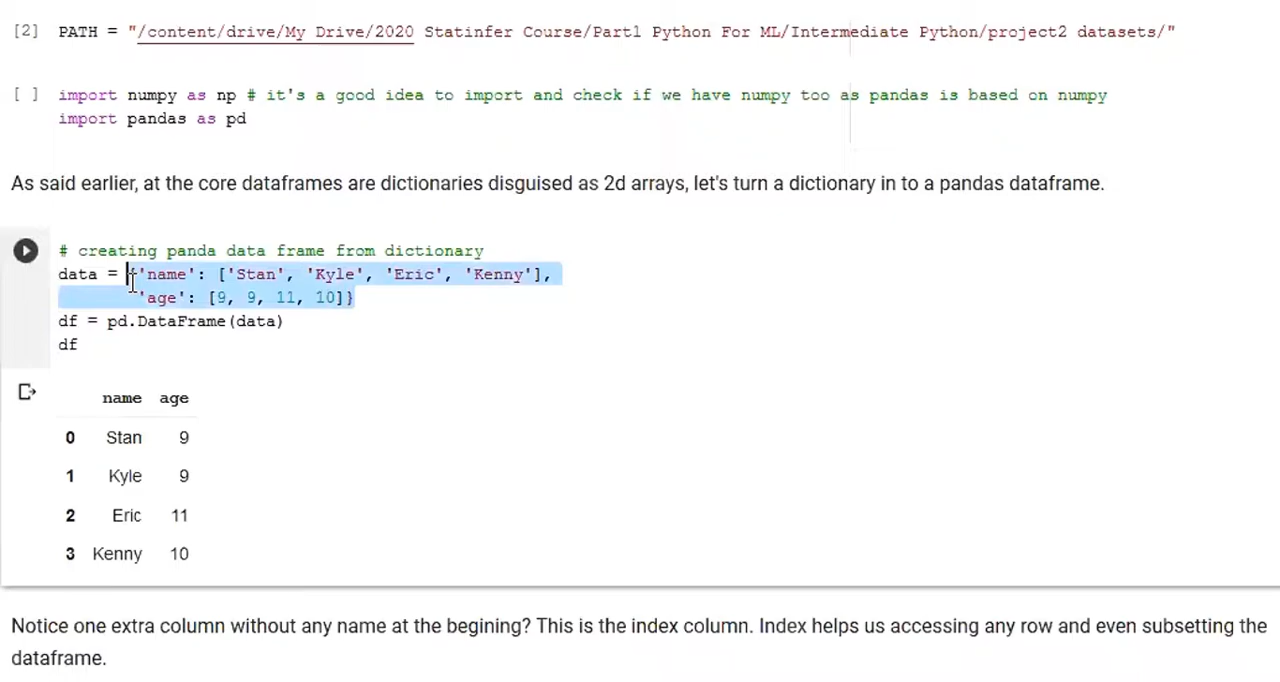 [2] PATH = "/content/drive/My Drive/2020 Statinfer Course/Part1 Python For ML/Intermediate Python/project2 datasets/"
[ ] import numpy as np # it's a good idea to import and check if we have numpy too as pandas is based on numpy
import pandas as pd
As said earlier, at the core dataframes are dictionaries disguised as 2d arrays, let's turn a dictionary in to a pandas dataframe.
# creating panda data frame from dictionary
data = {'name': ['Stan', 'Kyle', 'Eric', 'Kenny'],
'age': [9, 9, 11, 10]}
df = pd.DataFrame(data)
df
name age
0 Stan 9
1 Kyle 9
2 Eric 11
3 Kenny 10
Notice one extra column without any name at the begining? This is the index column. Index helps us accessing any row and even subsetting the
dataframe.